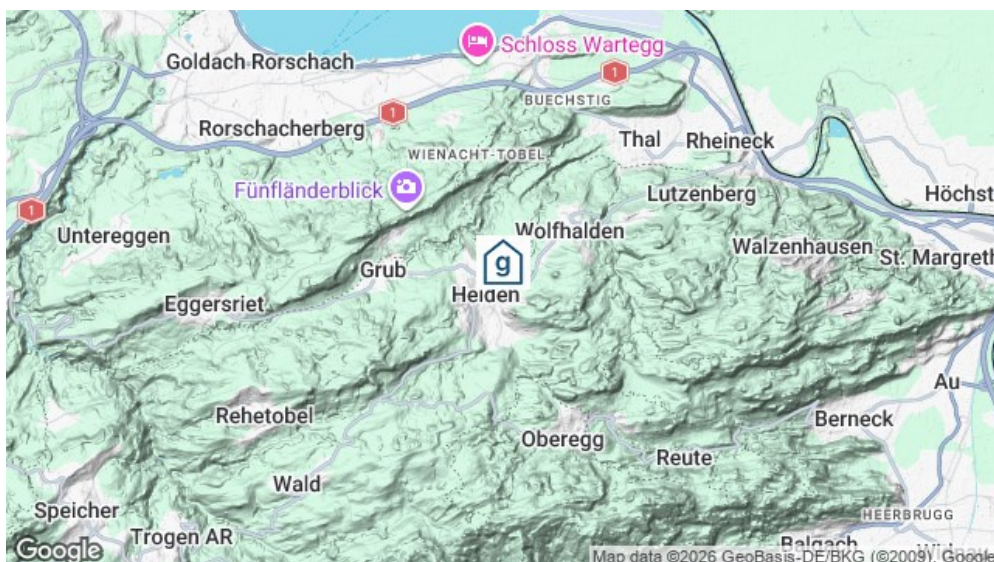 Schloss Wartegg
Goldach Rorschach
1
BUECHSTIG
1
Rorschacherberg
Thal
Rheineck
WIENACHT-TOBEL
Fünfländerblick
Lutzenberg
Höchst
1
Untereggen
Wolfhalden
Walzenhausen
St. Margreth
Grub
g
Heiden
Eggersriet
Au
Rehetobel
Berneck
Oberegg
Reute
Wald
Speicher
HEERBRUGG
Trogen AR
Balgach
Widnau
Google
Map data ©2026 GeoBasis-DE/BKG (©2009), Google